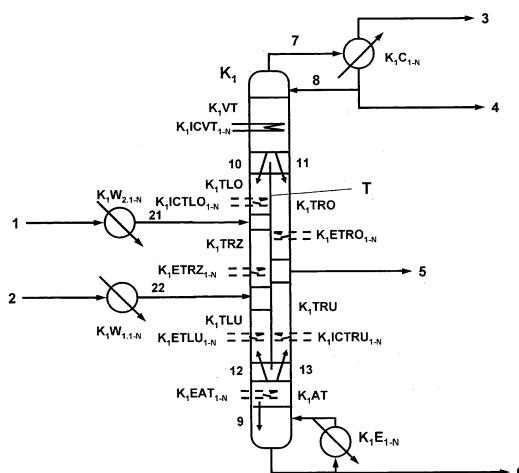 3
7
K₁C₁₋N
K₁
8
4
K₁VT
K₁ICVT₁₋N
10
11
K₁TLO
T
K₁W₂.₁₋N
K₁ICTLO₁₋N
K₁TRO
1
21
K₁TRZ
K₁ETRO₁₋N
K₁ETRZ₁₋N
5
2
22
K₁TLU
K₁TRU
K₁W₁.₁₋N
K₁ETLU₁₋N
K₁ICTRU₁₋N
12
13
K₁EAT₁₋N
K₁AT
9
K₁E₁₋N